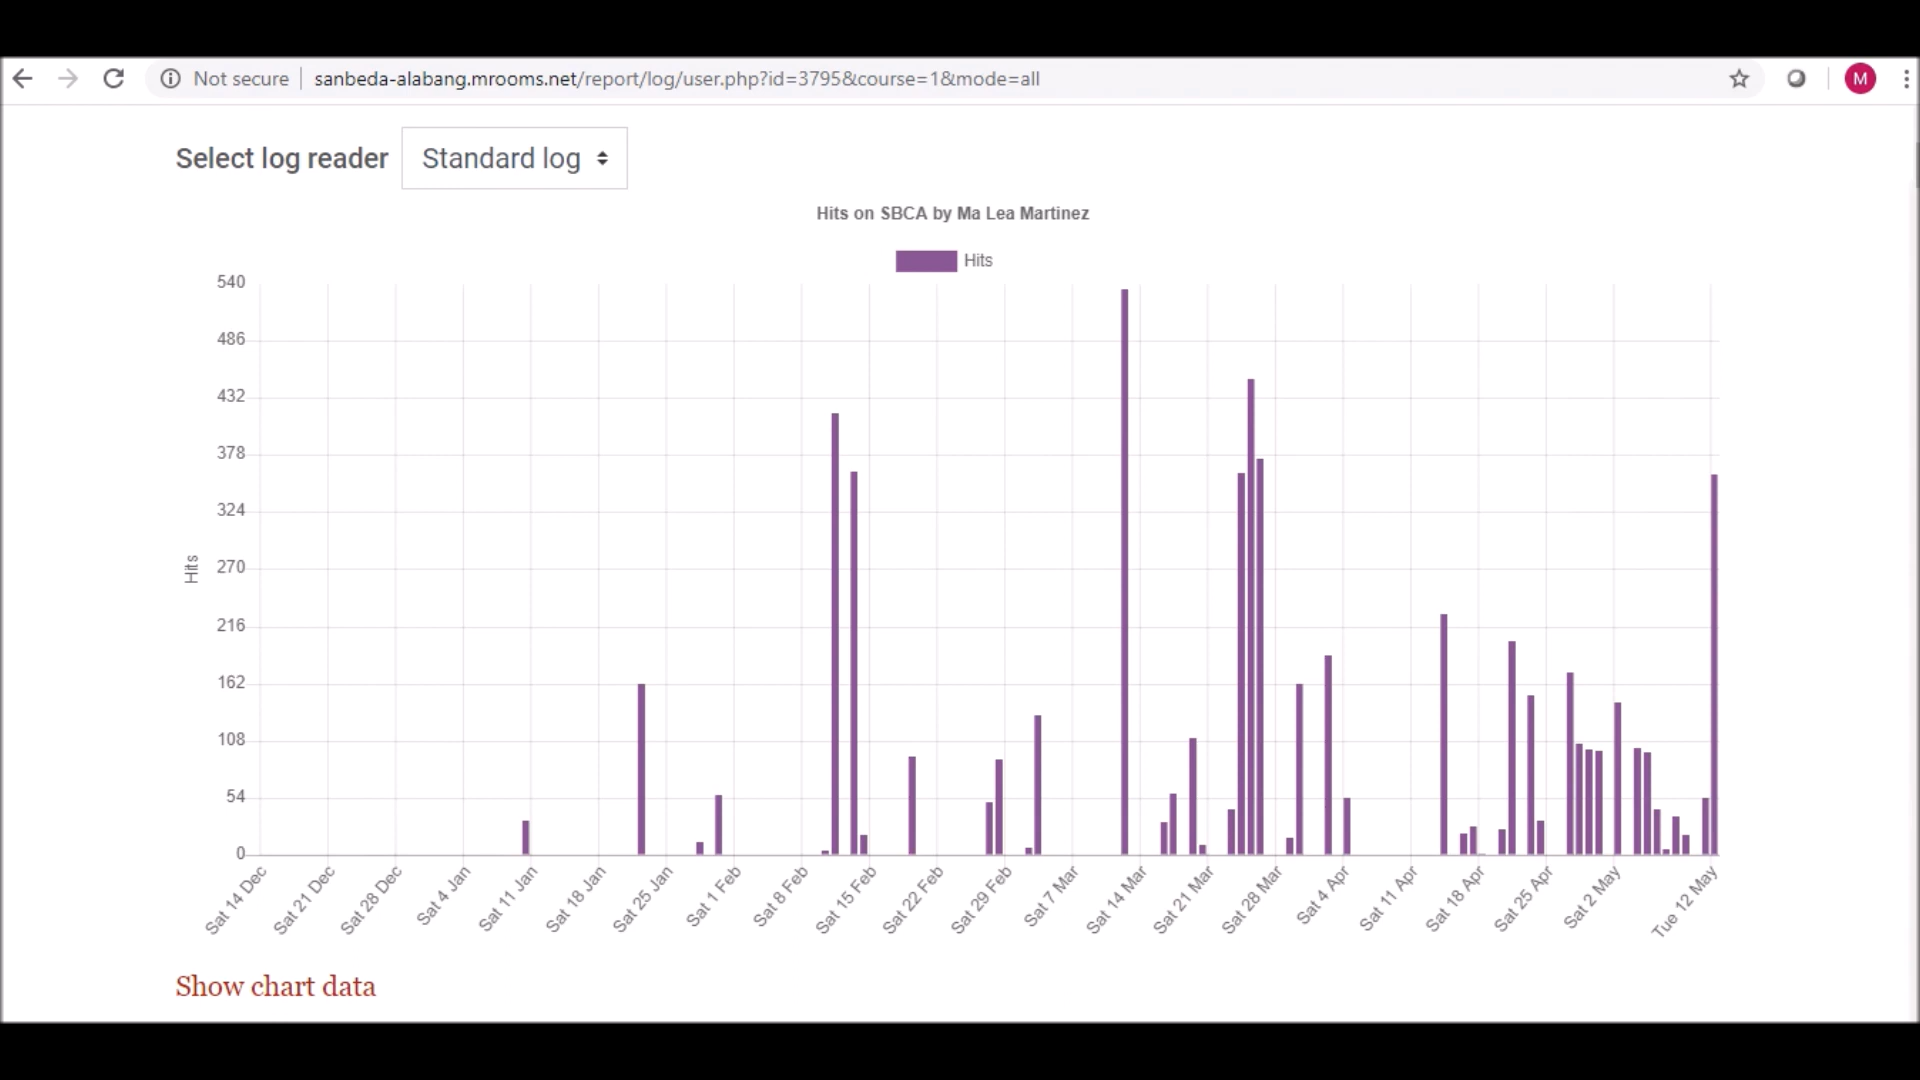 Not secure sanbeda-alabang.mrooms.net/report/log/user.php?id=3795&course=1&mode=all M
Select log reader Standard log
Hits on SBCA by Ma Lea Martinez
Hits
540
486
432
378
324
270
216
162
108
54
0
Hits
Sat 14 Dec
Sat 21 Dec
Sat 28 Dec
Sat 4 Jan
Sat 11 Jan
Sat 18 Jan
Sat 25 Jan
Sat 1 Feb
Sat 8 Feb
Sat 15 Feb
Sat 22 Feb
Sat 29 Feb
Sat 7 Mar
Sat 14 Mar
Sat 21 Mar
Sat 28 Mar
Sat 4 Apr
Sat 11 Apr
Sat 18 Apr
Sat 25 Apr
Sat 2 May
Tue 12 May
Show chart data